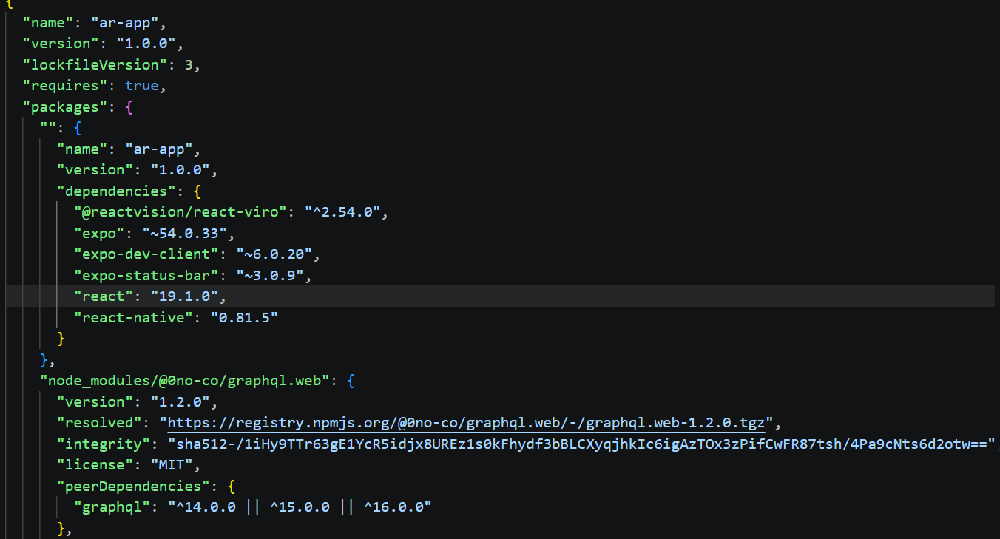 {
"name": "ar-app",
"version": "1.0.0",
"lockfileVersion": 3,
"requires": true,
"packages": {
"": {
"name": "ar-app",
"version": "1.0.0",
"dependencies": {
"@reactvision/react-viro": "^2.54.0",
"expo": "~54.0.33",
"expo-dev-client": "~6.0.20",
"expo-status-bar": "~3.0.9",
"react": "19.1.0",
"react-native": "0.81.5"
}
},
"node_modules/@0no-co/graphql.web": {
"version": "1.2.0",
"resolved": "https://registry.npmjs.org/@0no-co/graphql.web/-/graphql.web-1.2.0.tgz",
"integrity": "sha512-/1iHy9TTr63gE1YcR5idjx8UREz1s0kFhydf3bBLCXyqjhkIc6igAzTOx3zPifCwFR87tsh/4Pa9cNts6d2otw=="
"license": "MIT",
"peerDependencies": {
"graphql": "^14.0.0 || ^15.0.0 || ^16.0.0"
},